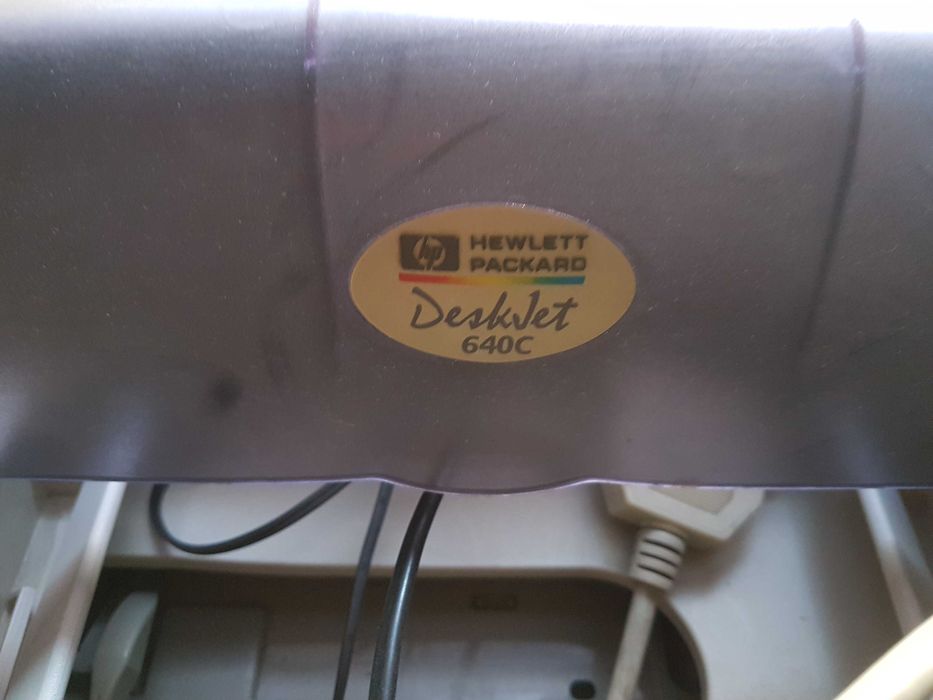 hp HEWLETT
PACKARD
DeskJet
640C